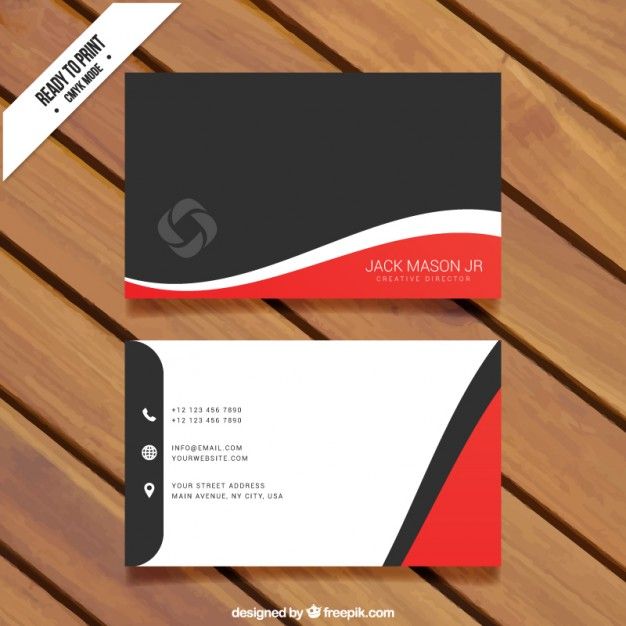 READY TO PRINT
• CMYK MODE •
JACK MASON JR
CREATIVE DIRECTOR
+12 123 456 7890
+12 123 456 7890
INFO@EMAIL.COM
YOURWEBSITE.COM
YOUR STREET ADDRESS
MAIN AVENUE, NY CITY, USA
designed by freepik.com